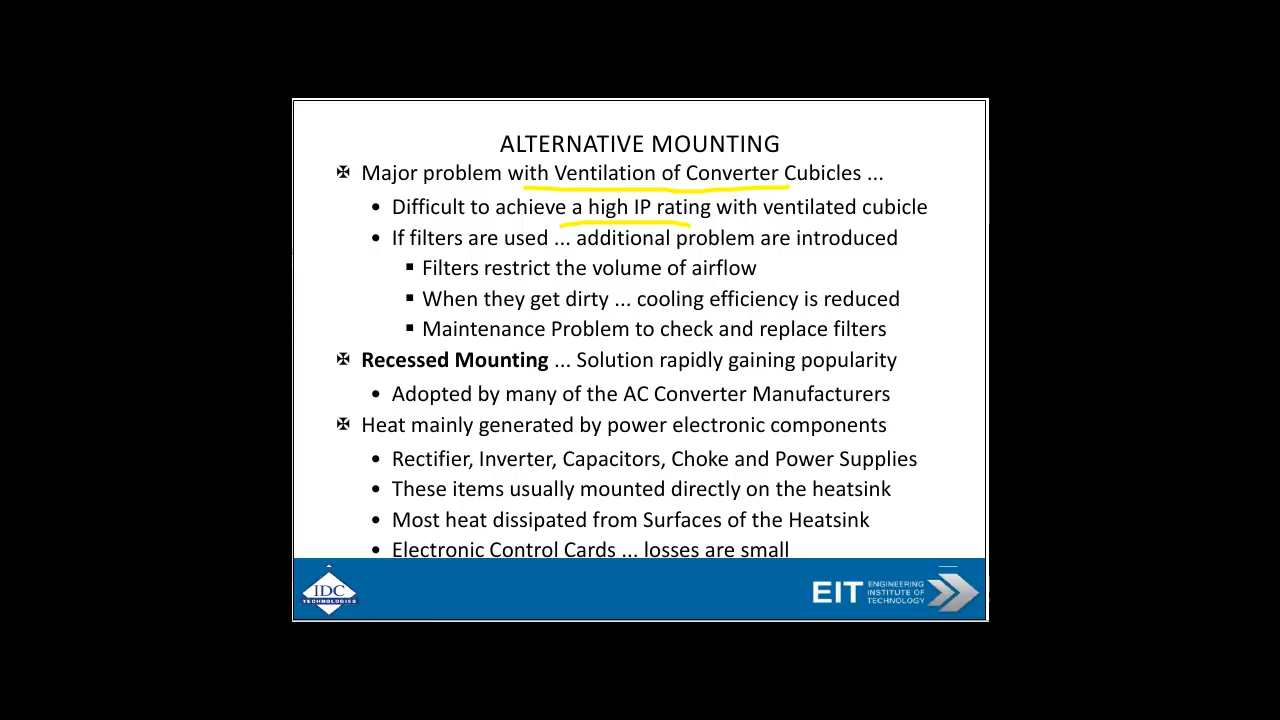 ALTERNATIVE MOUNTING
✠ Major problem with Ventilation of Converter Cubicles ...
• Difficult to achieve a high IP rating with ventilated cubicle
• If filters are used ... additional problem are introduced
▪ Filters restrict the volume of airflow
▪ When they get dirty ... cooling efficiency is reduced
▪ Maintenance Problem to check and replace filters
✠ Recessed Mounting ... Solution rapidly gaining popularity
• Adopted by many of the AC Converter Manufacturers
✠ Heat mainly generated by power electronic components
• Rectifier, Inverter, Capacitors, Choke and Power Supplies
• These items usually mounted directly on the heatsink
• Most heat dissipated from Surfaces of the Heatsink
• Electronic Control Cards ... losses are small
IDC
TECHNOLOGIES
EIT
ENGINEERING
INSTITUTE OF
TECHNOLOGY